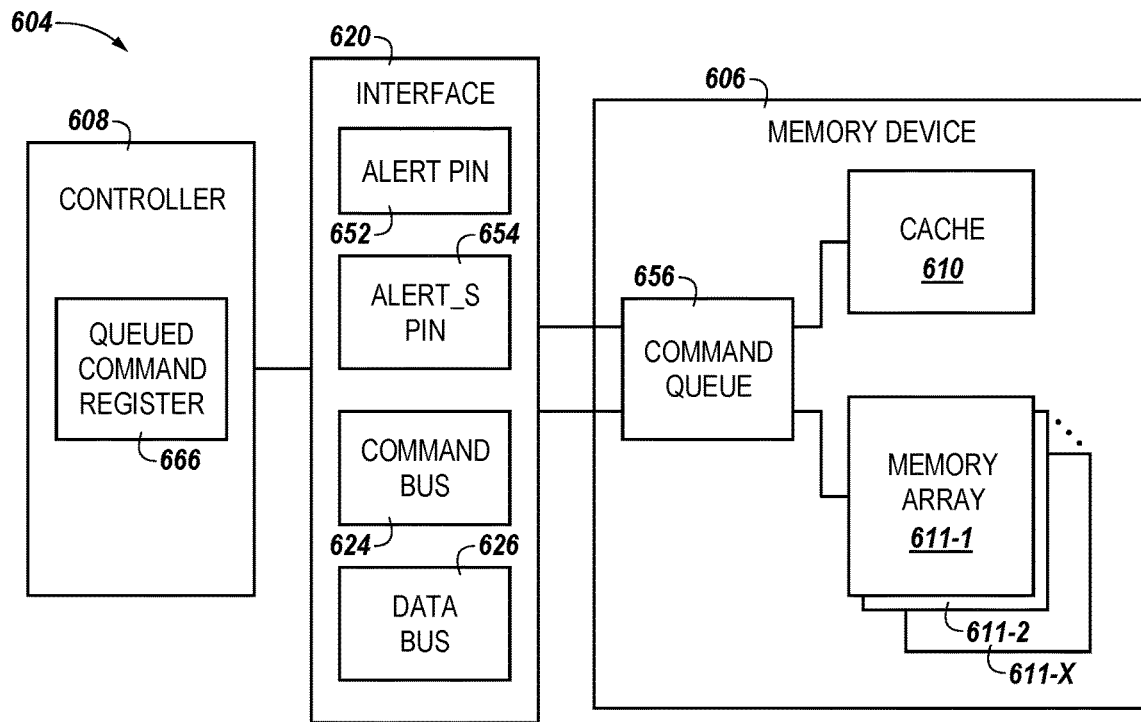 604
608
CONTROLLER
QUEUED
COMMAND
REGISTER
666
620
INTERFACE
ALERT PIN
652
654
ALERT_S
PIN
COMMAND
BUS
624
626
DATA
BUS
606
MEMORY DEVICE
656
COMMAND
QUEUE
CACHE
610
MEMORY
ARRAY
611-1
611-2
611-X